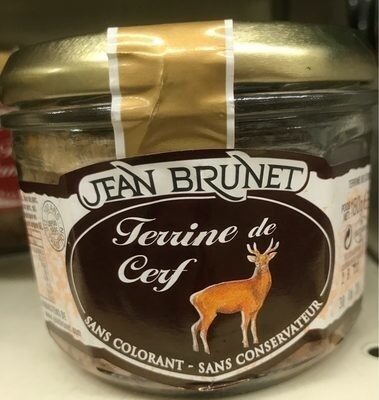 JEAN BRUNET
Terrine de
Cerf
SANS COLORANT - SANS CONSERVATEUR